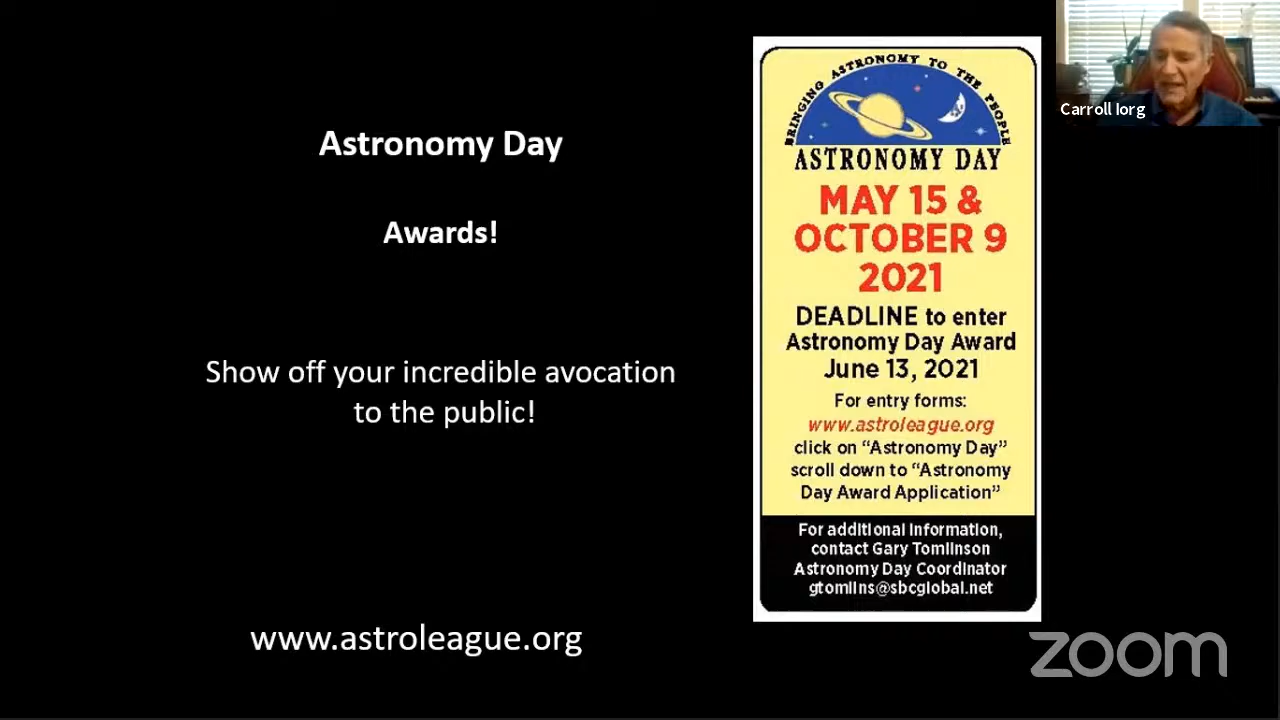 Astronomy Day
Awards!
Show off your incredible avocation
to the public!
www.astroleague.org
BRINGING ASTRONOMY TO THE PEOPLE
ASTRONOMY DAY
MAY 15 &
OCTOBER 9
2021
DEADLINE to enter
Astronomy Day Award
June 13, 2021
For entry forms:
www.astroleague.org
click on “Astronomy Day”
scroll down to “Astronomy
Day Award Application”
For additional information,
contact Gary Tomlinson
Astronomy Day Coordinator
gtomlins@sbcglobal.net
Carroll Iorg
zoom